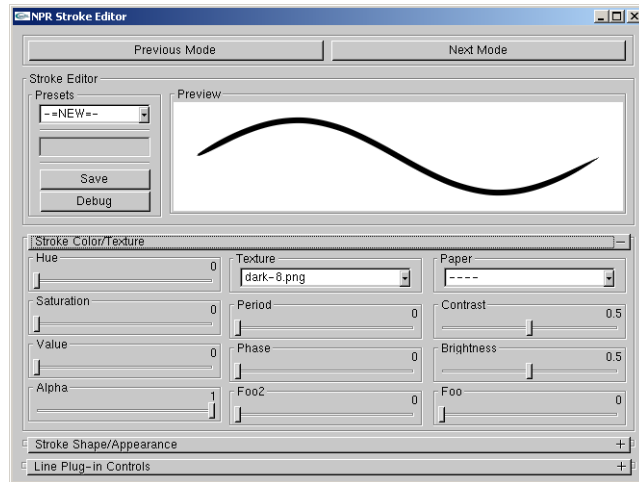 NPR Stroke Editor
Previous Mode
Next Mode
Stroke Editor
Presets
-=NEW=-
Save
Debug
Preview
Stroke Color/Texture
Hue
0
Texture
dark-8.png
Paper
----
Saturation
0
Period
0
Contrast
0.5
Value
0
Phase
0
Brightness
0.5
Alpha
1
Foo2
0
Foo
0
Stroke Shape/Appearance
+
Line Plug-in Controls
+